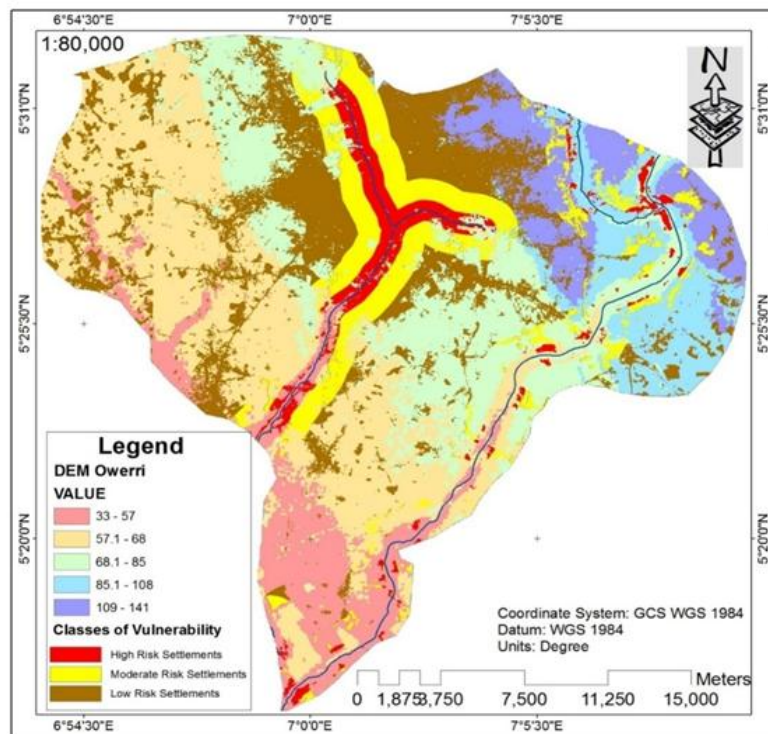 6°54'30"E 7°0'0"E 7°5'30"E
1:80,000
N
5°31'0"N 5°31'0"N
5°25'30"N 5°25'30"N
5°20'0"N 5°20'0"N
Legend
DEM Owerri
VALUE
33 - 57
57.1 - 68
68.1 - 85
85.1 - 108
109 - 141
Classes of Vulnerability
High Risk Settlements
Moderate Risk Settlements
Low Risk Settlements
Coordinate System: GCS WGS 1984
Datum: WGS 1984
Units: Degree
Meters
0 1,8753,750 7,500 11,250 15,000
6°54'30"E 7°0'0"E 7°5'30"E